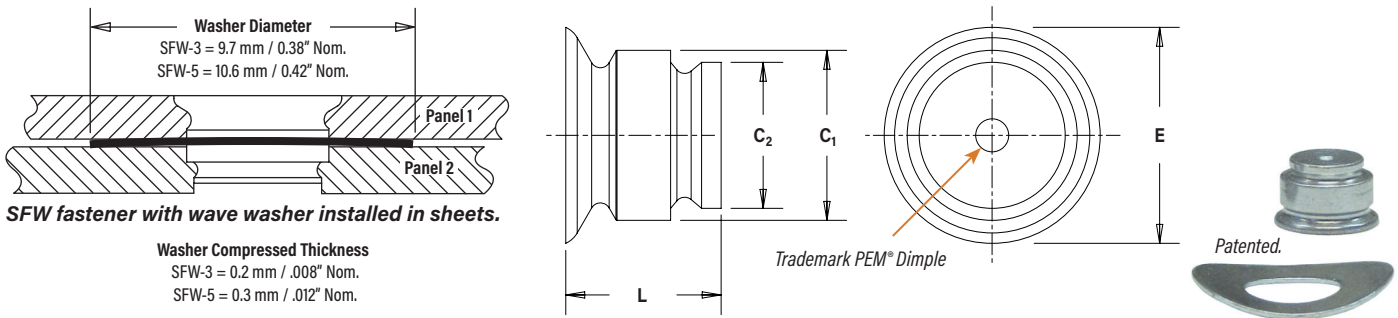 Washer Diameter
SFW-3 = 9.7 mm / 0.38" Nom.
SFW-5 = 10.6 mm / 0.42" Nom.
Panel 1
Panel 2
SFW fastener with wave washer installed in sheets.
Washer Compressed Thickness
SFW-3 = 0.2 mm / .008" Nom.
SFW-5 = 0.3 mm / .012" Nom.
C2
C1
L
E
Trademark PEM® Dimple
Patented.